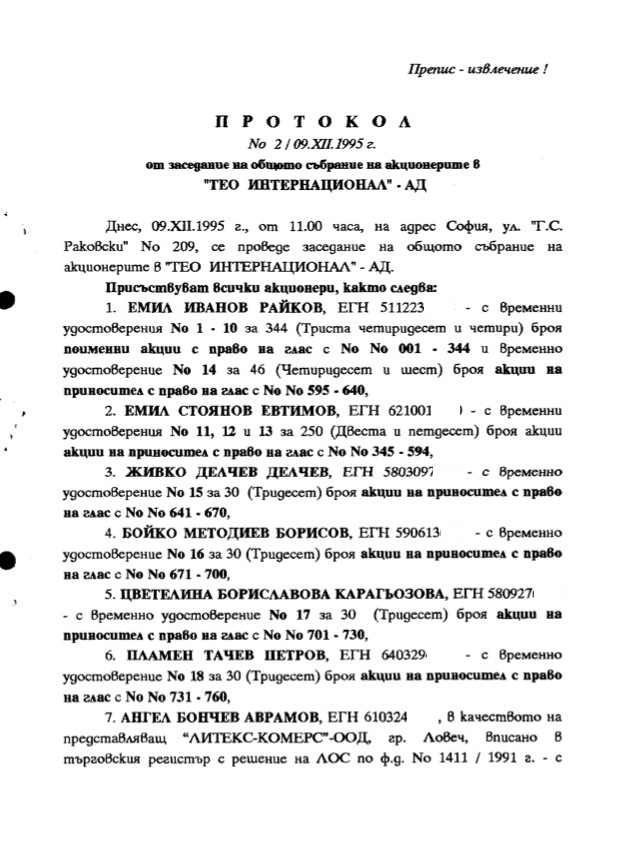 Препис - извлечение !
П Р О Т О К О Л
No 2 / 09.XII.1995 г.
от заседание на общото събрание на акционерите в
"ТЕО ИНТЕРНАЦИОНАЛ" - АД
Днес, 09.XII.1995 г., от 11.00 часа, на адрес София, ул. "Г.С.
Раковски" No 209, се проведе заседание на общото събрание на
акционерите в "ТЕО ИНТЕРНАЦИОНАЛ" - АД.
Присъствуват всички акционери, както следва:
1. ЕМИЛ ИВАНОВ РАЙКОВ, ЕГН 511223 - с временни
удостоверения No 1 - 10 за 344 (Триста четиридесет и четири) броя
поименни акции с право на глас с No No 001 - 344 и временно
удостоверение No 14 за 46 (Четиридесет и шест) броя акции на
приносител с право на глас с No No 595 - 640,
2. ЕМИЛ СТОЯНОВ ЕВТИМОВ, ЕГН 621001 ) - с временни
удостоверения No 11, 12 и 13 за 250 (Двеста и петдесет) броя акции
акции на приносител с право на глас с No No 345 - 594,
3. ЖИВКО ДЕЛЧЕВ ДЕЛЧЕВ, ЕГН 5803097 - с временно
удостоверение No 15 за 30 (Тридесет) броя акции на приносител с право
на глас с No No 641 - 670,
4. БОЙКО МЕТОДИЕВ БОРИСОВ, ЕГН 590613 - с временно
удостоверение No 16 за 30 (Тридесет) броя акции на приносител с право
на глас с No No 671 - 700,
5. ЦВЕТЕЛИНА БОРИСЛАВОВА КАРАГЬОЗОВА, ЕГН 580927
- с временно удостоверение No 17 за 30 (Тридесет) броя акции на
приносител с право на глас с No No 701 - 730,
6. ПЛАМЕН ТАЧЕВ ПЕТРОВ, ЕГН 640329 - с временно
удостоверение No 18 за 30 (Тридесет) броя акции на приносител с право
на глас с No No 731 - 760,
7. АНГЕЛ БОНЧЕВ АВРАМОВ, ЕГН 610324 , в качеството на
представляващ "ЛИТЕКС-КОМЕРС"-ООД, гр. Ловеч, вписано в
търговския регистър с решение на ЛОС по ф.д. No 1411 / 1991 г. - с